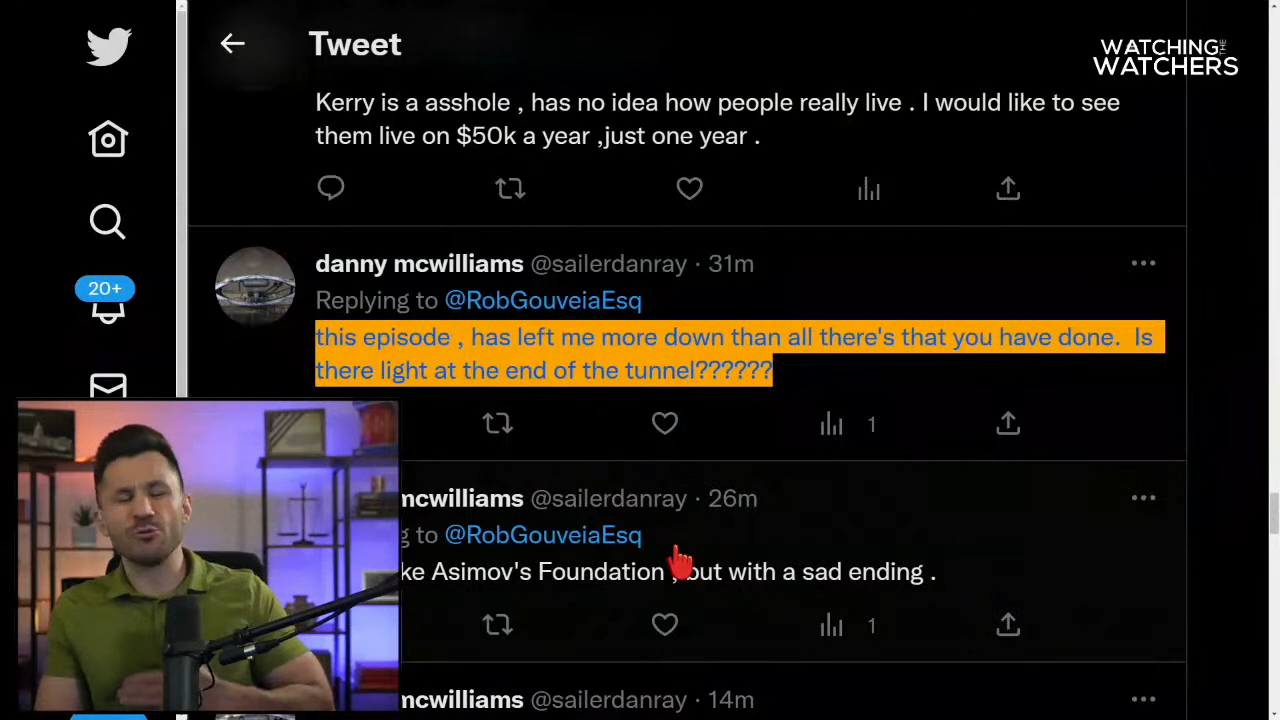 Tweet
WATCHING THE
WATCHERS
Kerry is a asshole , has no idea how people really live . I would like to see
them live on $50k a year ,just one year .
danny mcwilliams @sailerdanray · 31m
20+
Replying to @RobGouveiaEsq
this episode , has left me more down than all there's that you have done. Is
there light at the end of the tunnel??????
1
mcwilliams @sailerdanray · 26m
g to @RobGouveiaEsq
ke Asimov's Foundation , but with a sad ending .
1
mcwilliams @sailerdanray · 14m